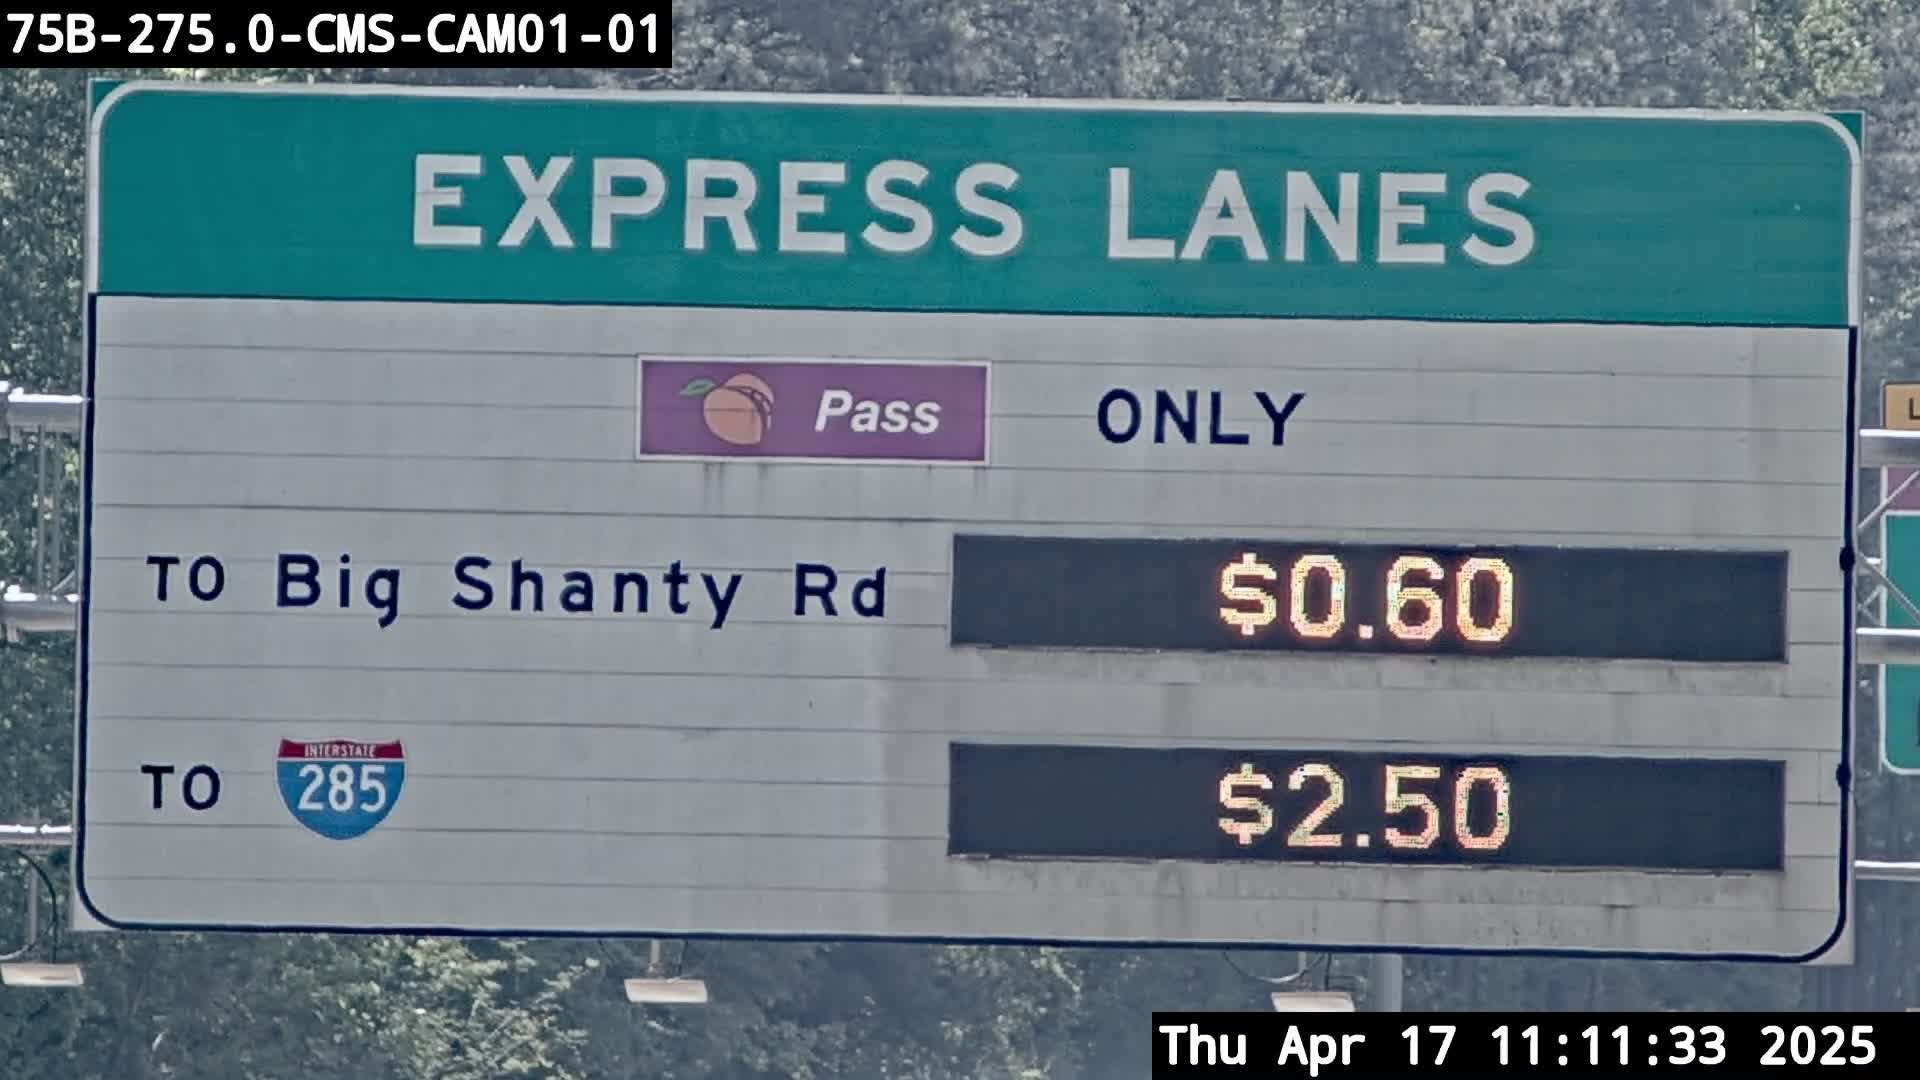 75B-275.0-CMS-CAM01-01
EXPRESS LANES
Pass ONLY
TO Big Shanty Rd $0.60
INTERSTATE
TO 285 $2.50
L
Thu Apr 17 11:11:33 2025